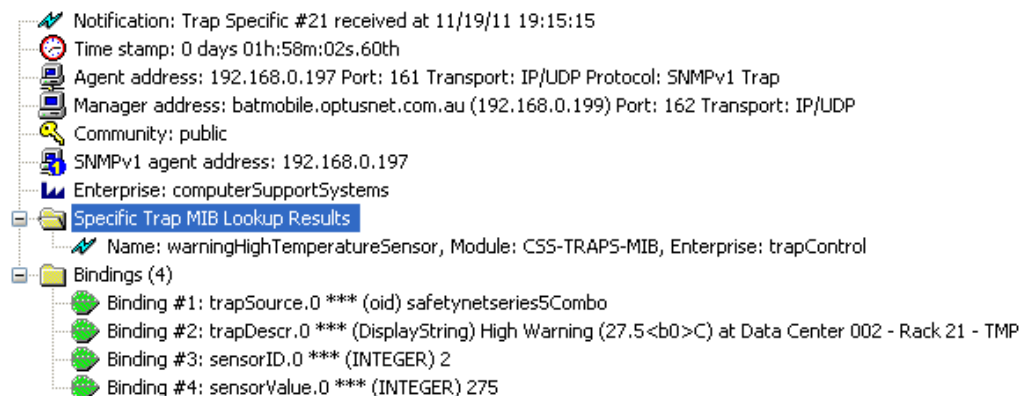 Notification: Trap Specific #21 received at 11/19/11 19:15:15
Time stamp: 0 days 01h:58m:02s.60th
Agent address: 192.168.0.197 Port: 161 Transport: IP/UDP Protocol: SNMPv1 Trap
Manager address: batmobile.optusnet.com.au (192.168.0.199) Port: 162 Transport: IP/UDP
Community: public
SNMPv1 agent address: 192.168.0.197
Enterprise: computerSupportSystems
Specific Trap MIB Lookup Results
Name: warningHighTemperatureSensor, Module: CSS-TRAPS-MIB, Enterprise: trapControl
Bindings (4)
Binding #1: trapSource.0 *** (oid) safetynetseries5Combo
Binding #2: trapDescr.0 *** (DisplayString) High Warning (27.5<b0>C) at Data Center 002 - Rack 21 - TMP
Binding #3: sensorID.0 *** (INTEGER) 2
Binding #4: sensorValue.0 *** (INTEGER) 275